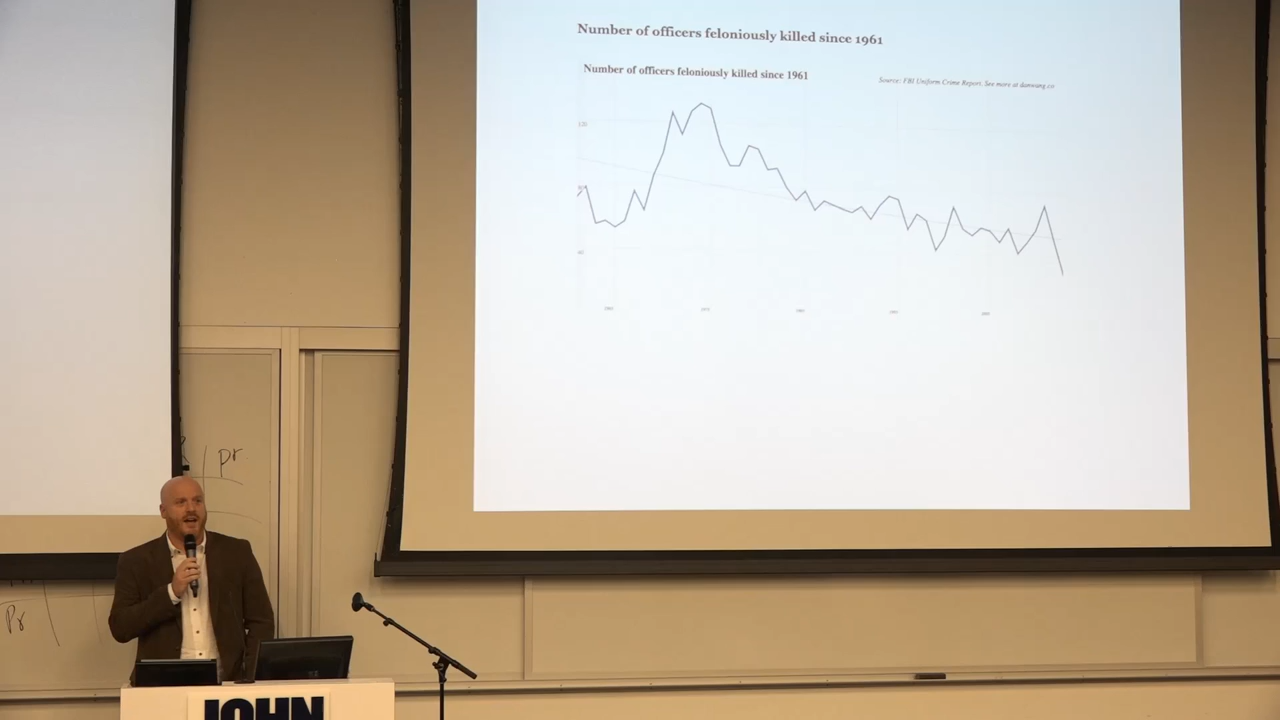 Number of officers feloniously killed since 1961
Number of officers feloniously killed since 1961
Source: FBI Uniform Crime Report. See more at danwang.co
pr.
Pr
JOHN